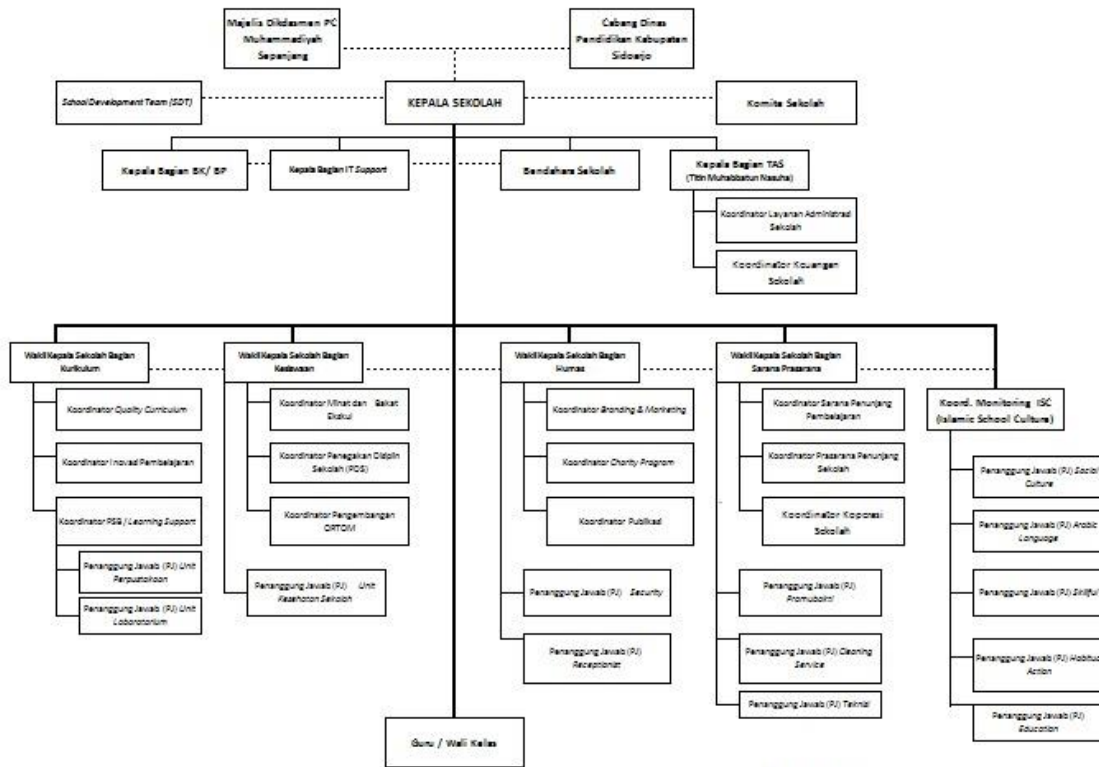 Majelis Dikdasmen PC
Muhammadiyah
Sepanjang
Cabang Dinas
Pendidikan Kabupaten
Sidoarjo
School Development Team (SDT)
KEPALA SEKOLAH
Komite Sekolah
Kepala Bagian BK/ BP
Kepala Bagian IT Support
Bendahara Sekolah
Kepala Bagian TAS
(Titin Muhabbatun Nasuha)
Koordinator Layanan Administrasi
Sekolah
Koordinator Keuangan
Sekolah
Wakil Kepala Sekolah Bagian
Kurikulum
Wakil Kepala Sekolah Bagian
Kesiswaan
Wakil Kepala Sekolah Bagian
Humas
Wakil Kepala Sekolah Bagian
Sarana Prasarana
Koord. Monitoring ISC
(Islamic School Culture)
Koordinator Quality Curriculum
Koordinator Inovasi Pembelajaran
Koordinator PSB / Learning Support
Penanggung Jawab (PJ) Unit
Perpustakaan
Penanggung Jawab (PJ) Unit
Laboratorium
Koordinator Minat dan Bakat
Ekskul
Koordinator Penegakan Disiplin
Sekolah (PDS)
Koordinator Pengembangan
ORTOM
Penanggung Jawab (PJ) Unit
Kesehatan Sekolah
Koordinator Branding & Marketing
Koordinator Charity Program
Koordinator Publikasi
Penanggung Jawab (PJ) Security
Penanggung Jawab (PJ)
Receptionist
Koordinator Sarana Penunjang
Pembelajaran
Koordinator Prasarana Penunjang
Sekolah
Koordinator Koperasi
Sekolah
Penanggung Jawab (PJ)
Pramubakti
Penanggung Jawab (PJ) Cleaning
Service
Penanggung Jawab (PJ) Teknisi
Penanggung Jawab (PJ) Social
Culture
Penanggung Jawab (PJ) Arabic
Language
Penanggung Jawab (PJ) Skillful
Penanggung Jawab (PJ)
Action
Penanggung Jawab (PJ)
Education
Guru / Wali Kelas